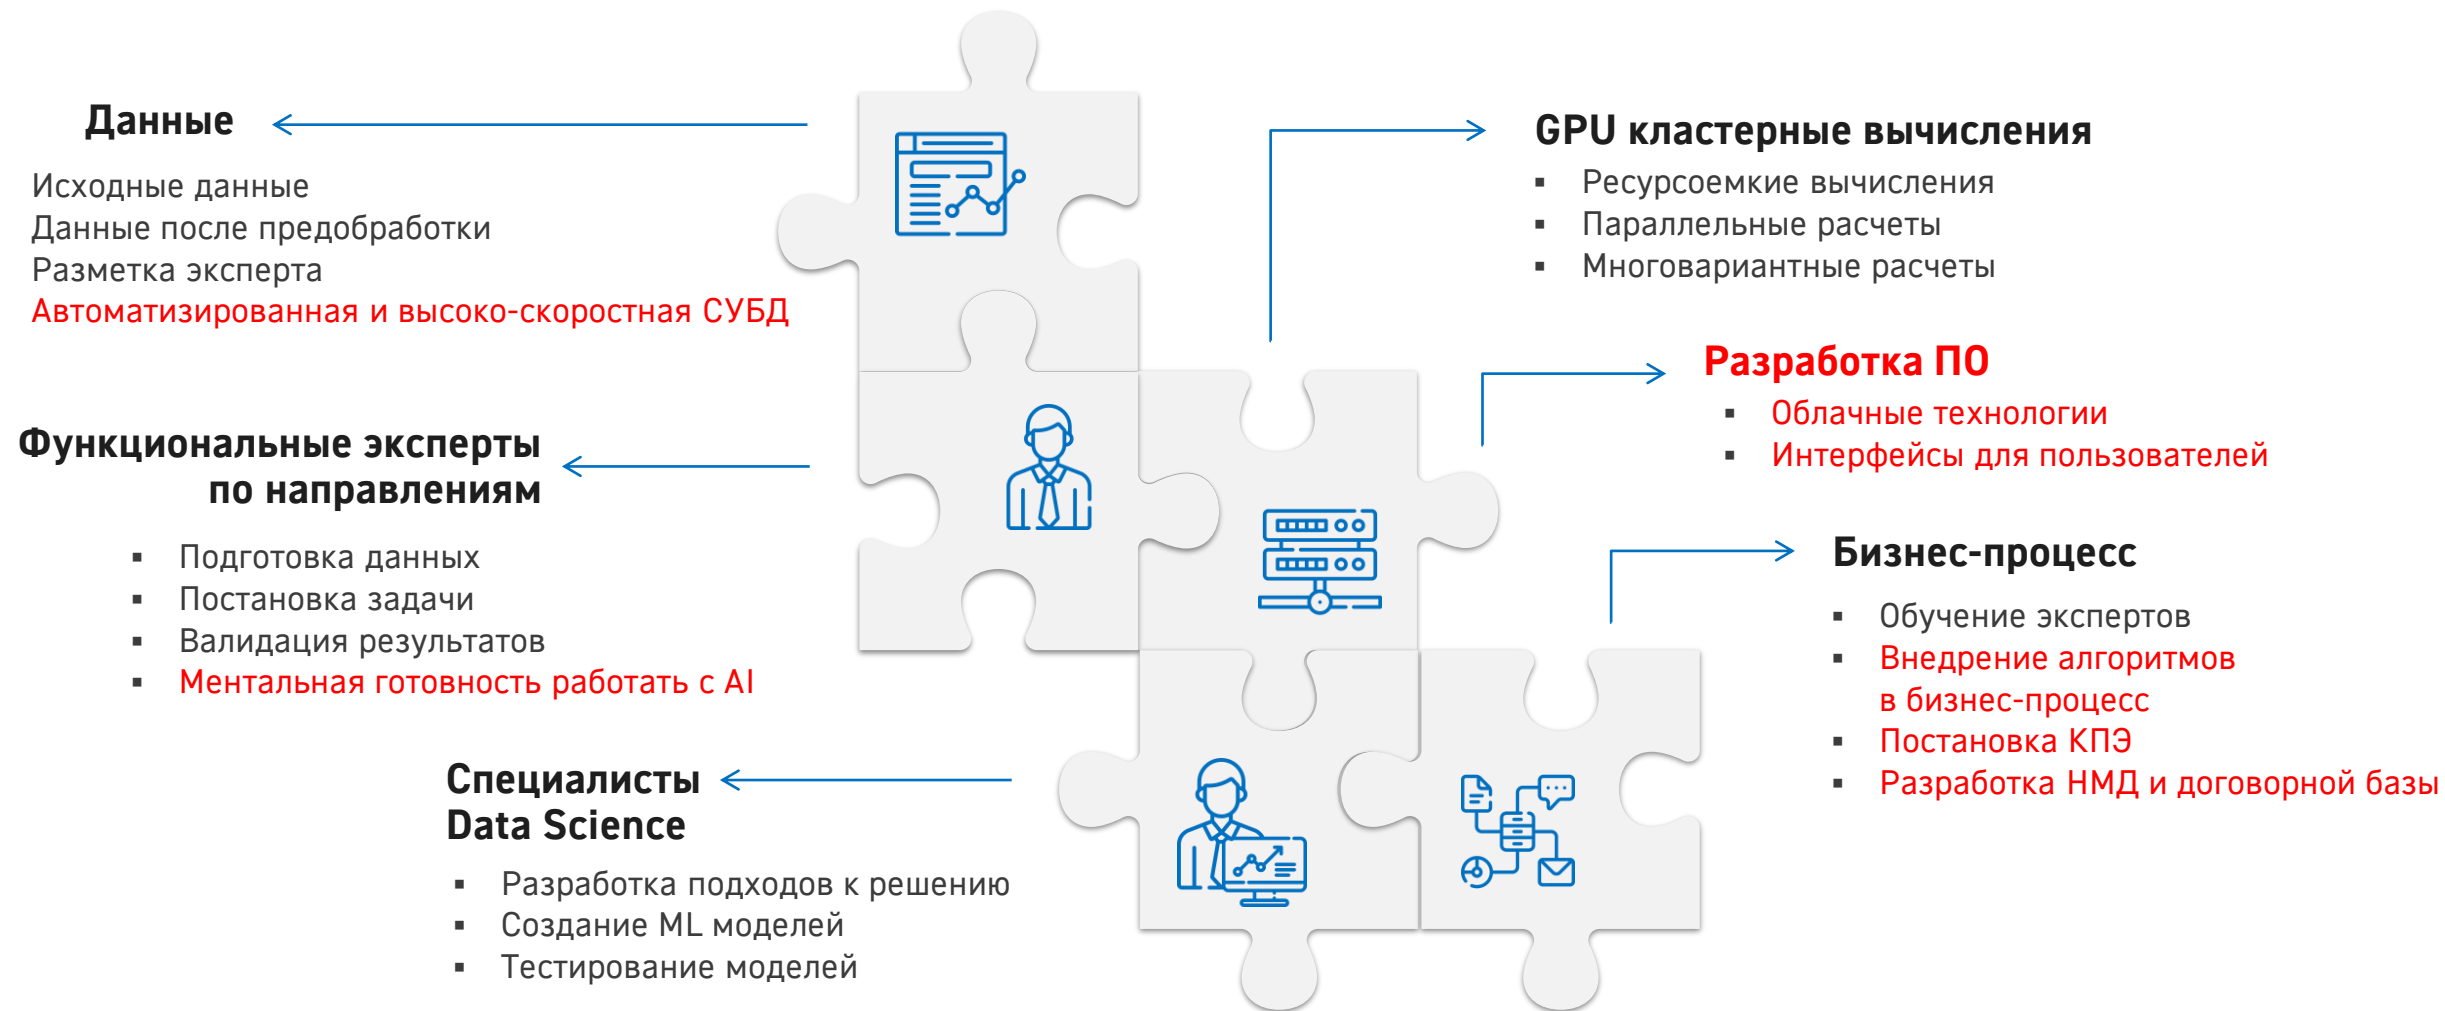 Данные
Исходные данные
Данные после предобработки
Разметка эксперта
Автоматизированная и высоко-скоростная СУБД
Функциональные эксперты
по направлениям
▪ Подготовка данных
▪ Постановка задачи
▪ Валидация результатов
▪ Ментальная готовность работать с AI
Специалисты
Data Science
▪ Разработка подходов к решению
▪ Создание ML моделей
▪ Тестирование моделей
GPU кластерные вычисления
▪ Ресурсоемкие вычисления
▪ Параллельные расчеты
▪ Многовариантные расчеты
Разработка ПО
▪ Облачные технологии
▪ Интерфейсы для пользователей
Бизнес-процесс
▪ Обучение экспертов
▪ Внедрение алгоритмов
в бизнес-процесс
▪ Постановка КПЭ
▪ Разработка НМД и договорной базы